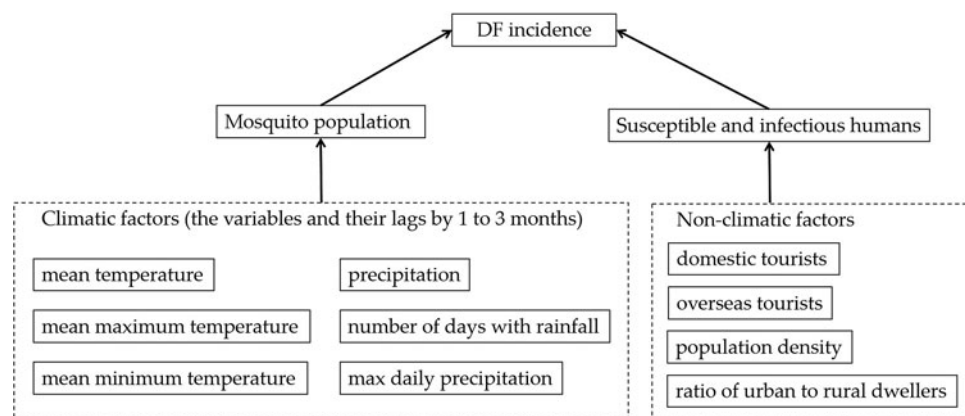 DF incidence
Mosquito population
Susceptible and infectious humans
Climatic factors (the variables and their lags by 1 to 3 months)
mean temperature
precipitation
mean maximum temperature
number of days with rainfall
mean minimum temperature
max daily precipitation
Non-climatic factors
domestic tourists
overseas tourists
population density
ratio of urban to rural dwellers